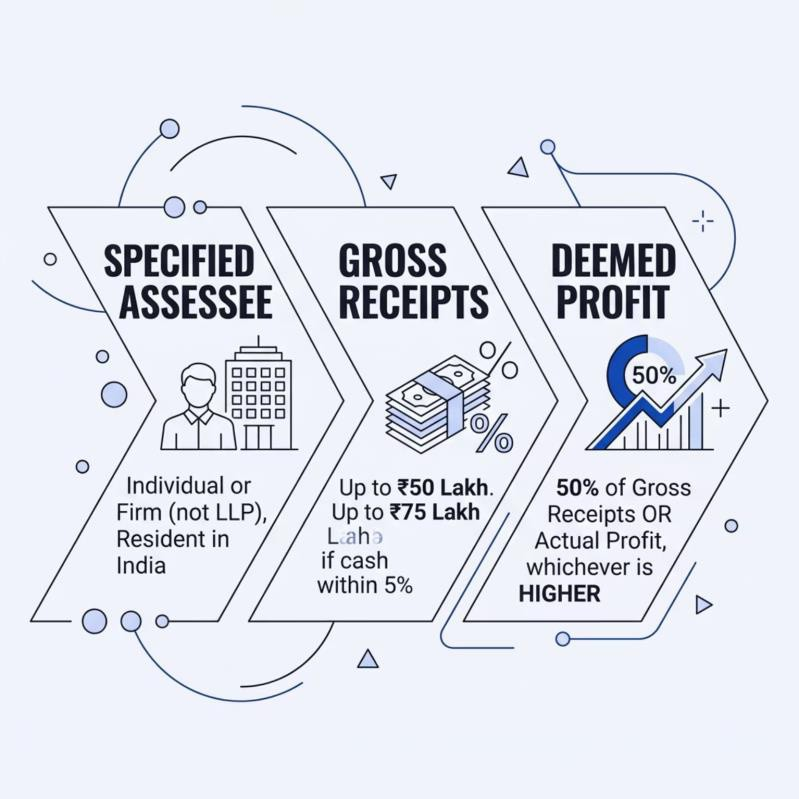 SPECIFIED
ASSESSEE
Individual or
Firm (not LLP),
Resident in
India
GROSS
RECEIPTS
%
%
Up to ₹50 Lakh.
Up to ₹75 Lakh
if cash
within 5%
DEEMED
PROFIT
50%
50% of Gross
Receipts OR
Actual Profit,
whichever is
HIGHER